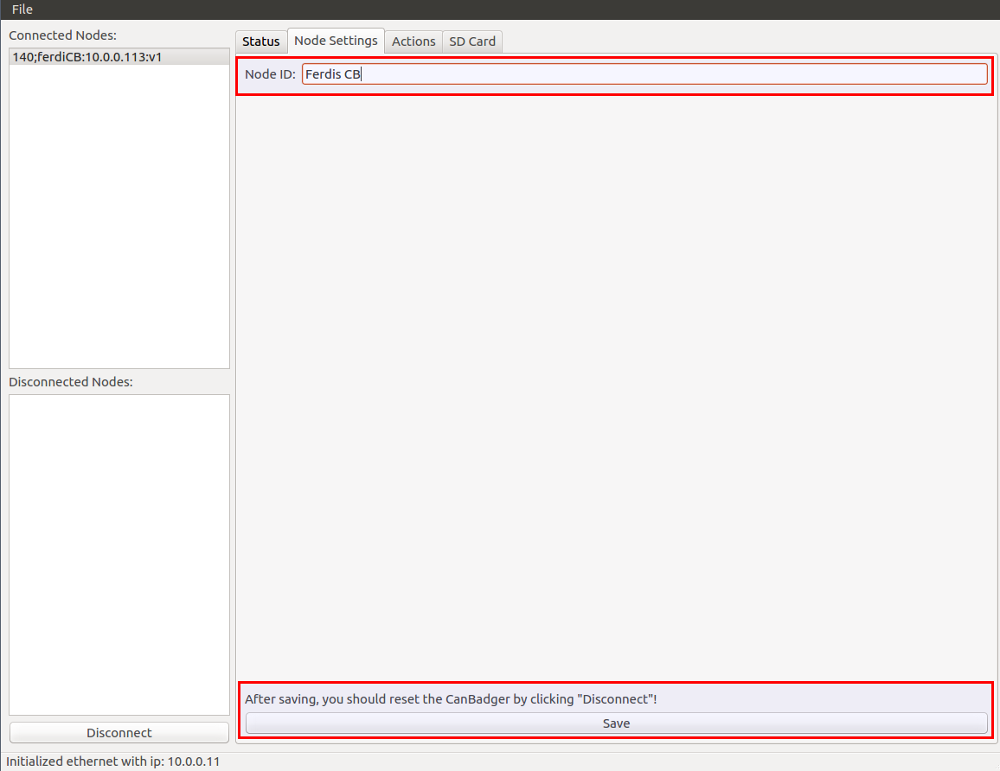 File
Connected Nodes:
140;ferdiCB:10.0.0.113:v1
Disconnected Nodes:
Disconnect
Status
Node Settings
Actions
SD Card
Node ID: Ferdis CB
After saving, you should reset the CanBadger by clicking "Disconnect"!
Save
Initialized ethernet with ip: 10.0.0.11